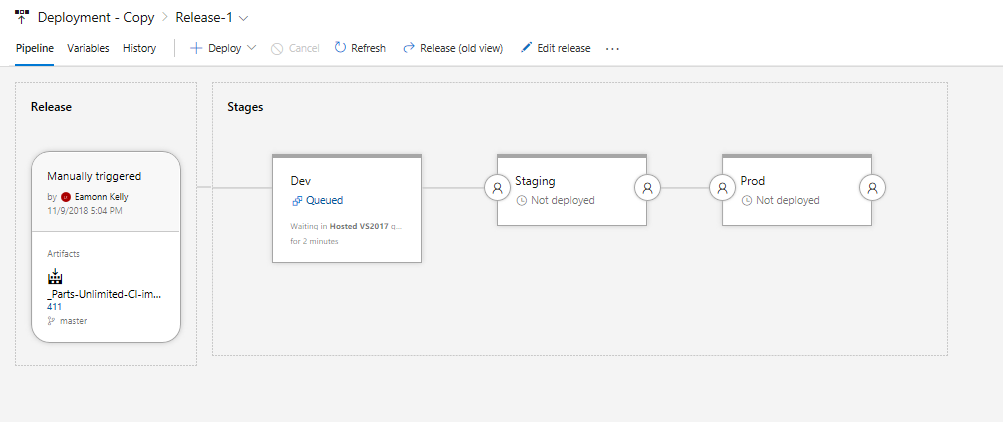 Deployment - Copy > Release-1
Pipeline Variables History + Deploy Cancel Refresh Release (old view) Edit release ...
Release
Manually triggered
by Eamonn Kelly
11/9/2018 5:04 PM
Artifacts
_Parts-Unlimited-CI-im...
411
master
Stages
Dev
Queued
Waiting in Hosted VS2017 q...
for 2 minutes
Staging
Not deployed
Prod
Not deployed